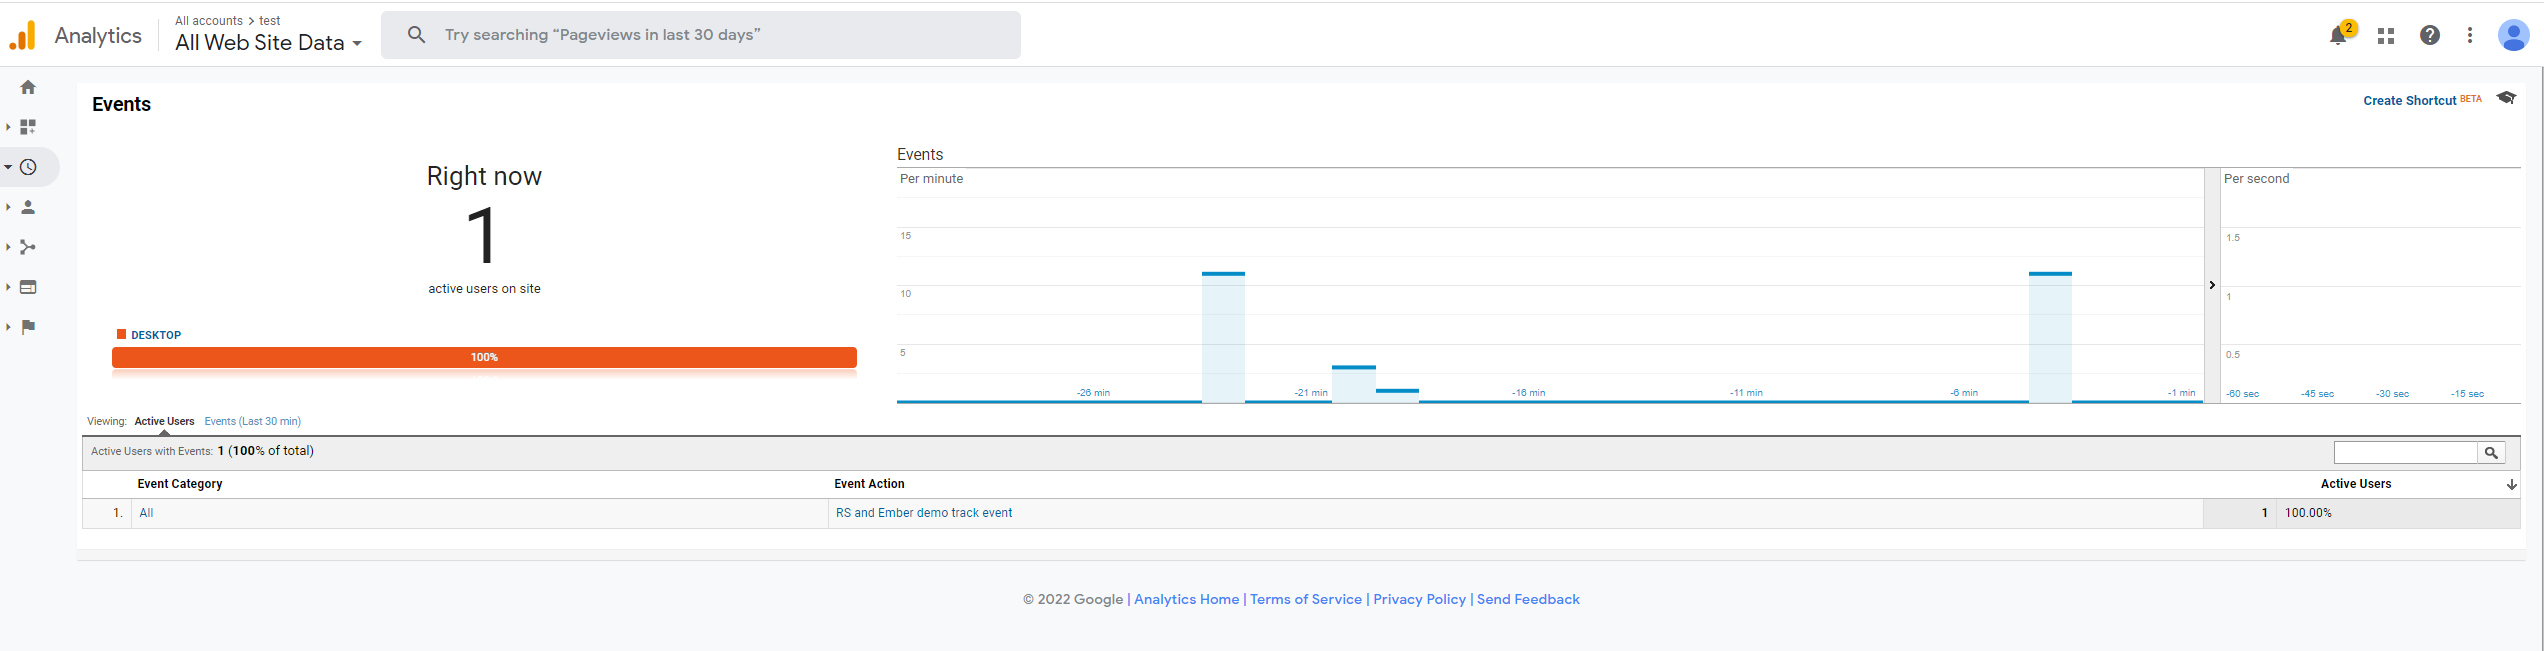 Analytics
All accounts > test
All Web Site Data
Try searching “Pageviews in last 30 days”
2
Events
Create Shortcut BETA
Right now
1
active users on site
DESKTOP
100%
Events
Per minute
Per second
15
10
5
-26 min -21 min -16 min -11 min -6 min -1 min
1.5
1
0.5
-60 sec -45 sec -30 sec -15 sec
Viewing: Active Users Events (Last 30 min)
Active Users with Events: 1 (100% of total)
Event Category Event Action Active Users
1. All RS and Ember demo track event 1 100.00%
© 2022 Google | Analytics Home | Terms of Service | Privacy Policy | Send Feedback